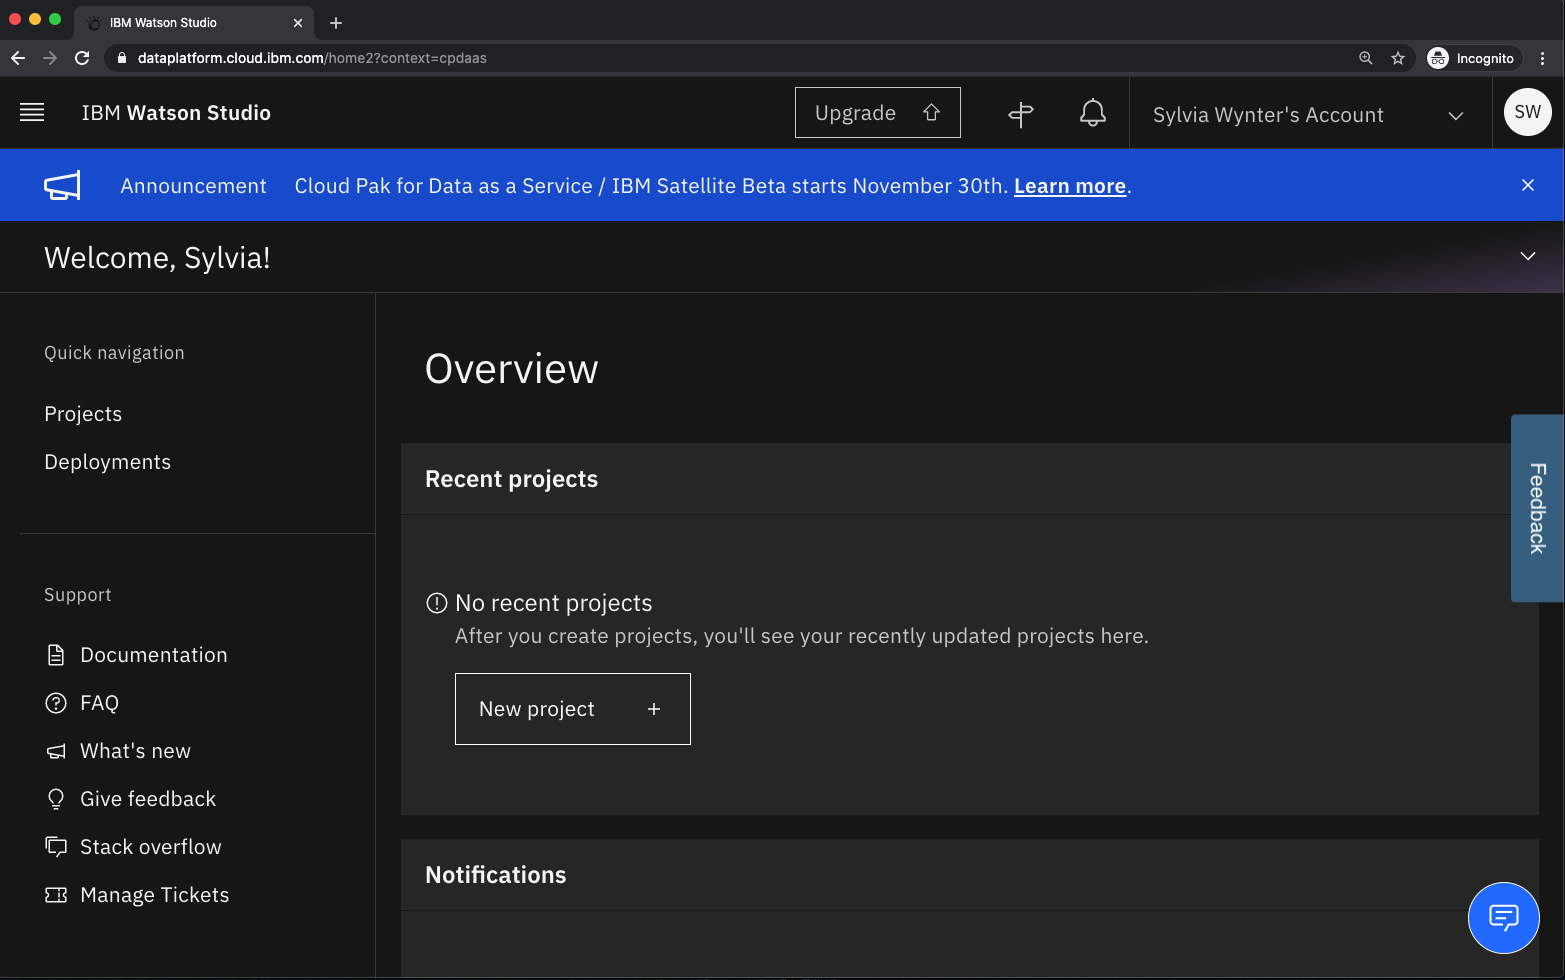 IBM Watson Studio
dataplatform.cloud.ibm.com/home2?context=cpdaas
Incognito
IBM Watson Studio
Upgrade
Sylvia Wynter's Account
SW
Announcement Cloud Pak for Data as a Service / IBM Satellite Beta starts November 30th. Learn more.
Welcome, Sylvia!
Quick navigation
Projects
Deployments
Support
Documentation
FAQ
What's new
Give feedback
Stack overflow
Manage Tickets
Overview
Recent projects
No recent projects
After you create projects, you'll see your recently updated projects here.
New project +
Notifications
Feedback